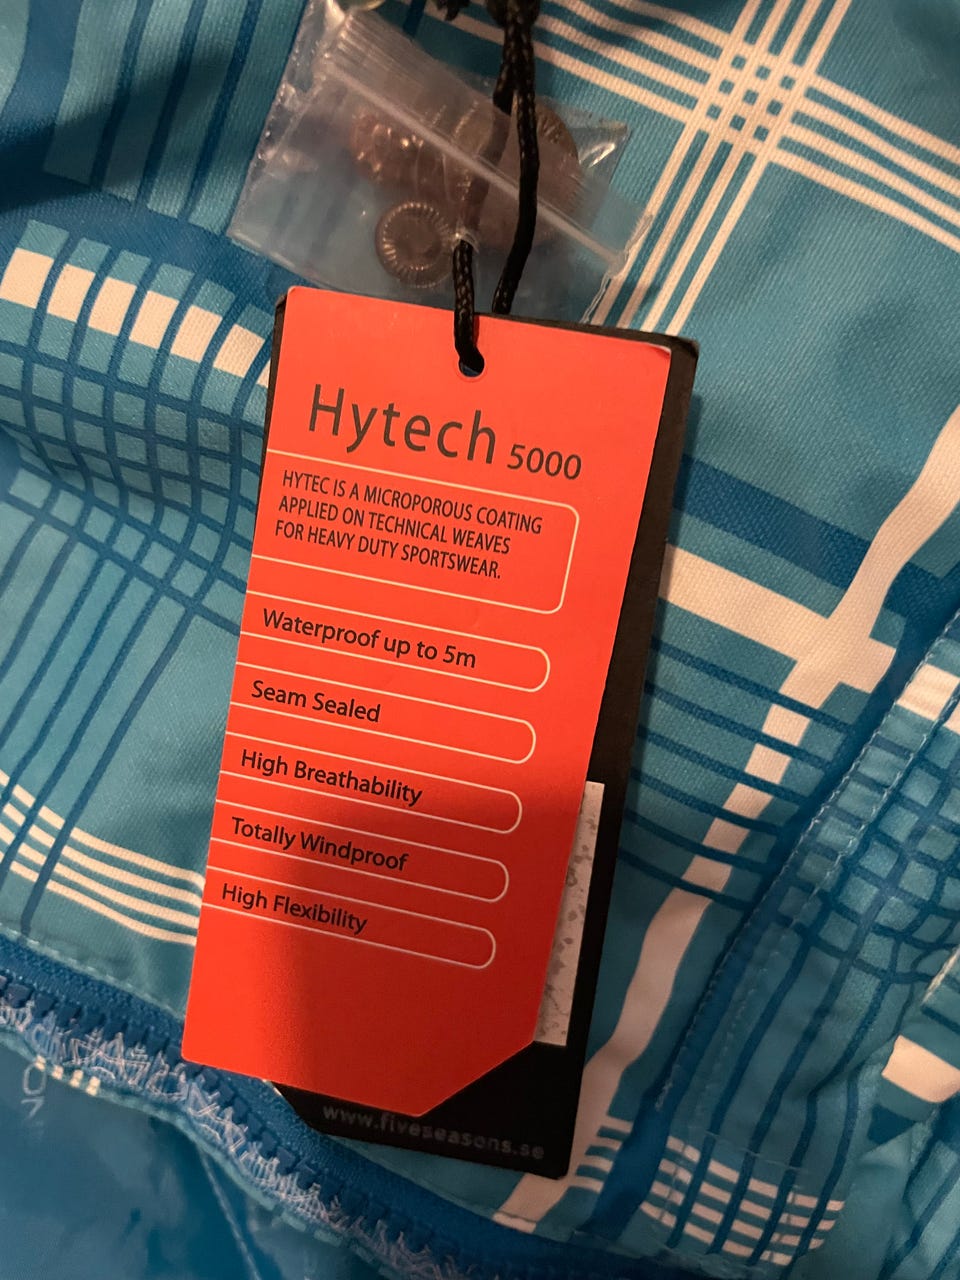 Hytech 5000
HYTEC IS A MICROPOROUS COATING
APPLIED ON TECHNICAL WEAVES
FOR HEAVY DUTY SPORTSWEAR.
Waterproof up to 5m
Seam Sealed
High Breathability
Totally Windproof
High Flexibility
www.fiveseasons.se